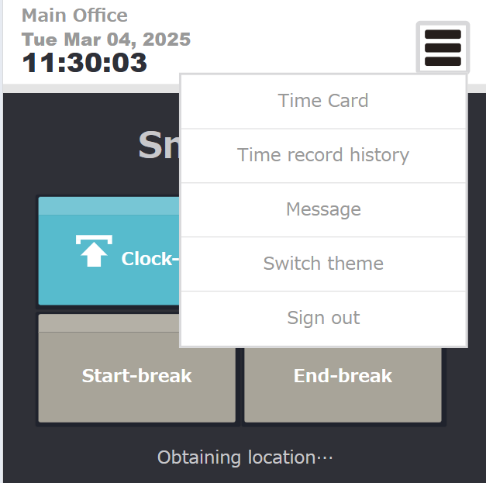 Main Office
Tue Mar 04, 2025
11:30:03
Time Card
Time record history
Message
Switch theme
Sign out
Clock-
Start-break
End-break
Obtaining location…